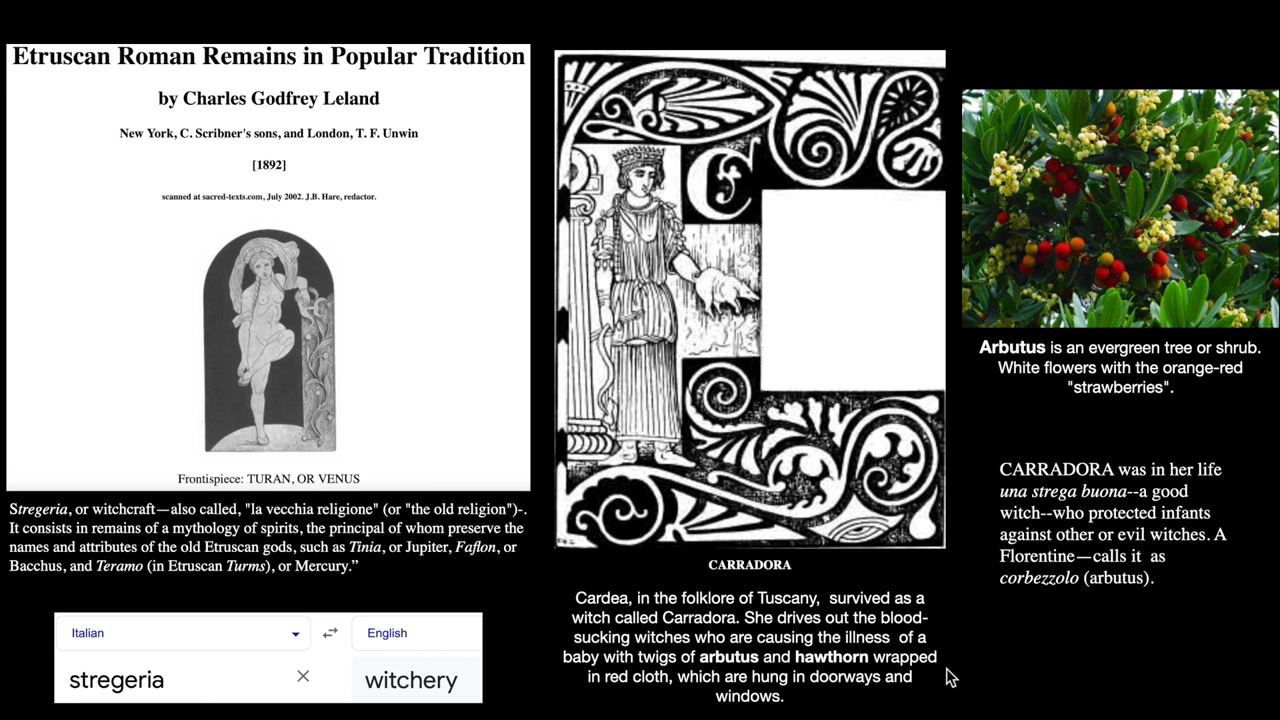 Etruscan Roman Remains in Popular Tradition
by Charles Godfrey Leland
New York, C. Scribner's sons, and London, T. F. Unwin
[1892]
scanned at sacred-texts.com, July 2002. J.B. Hare, redactor.
Frontispiece: TURAN, OR VENUS
Stregeria, or witchcraft—also called, "la vecchia religione" (or "the old religion")-.
It consists in remains of a mythology of spirits, the principal of whom preserve the
names and attributes of the old Etruscan gods, such as Tinia, or Jupiter, Faflon, or
Bacchus, and Teramo (in Etruscan Turms), or Mercury.”
Italian
English
stregeria
witchery
C
CARRADORA
Cardea, in the folklore of Tuscany, survived as a
witch called Carradora. She drives out the blood-
sucking witches who are causing the illness of a
baby with twigs of arbutus and hawthorn wrapped
in red cloth, which are hung in doorways and
windows.
Arbutus is an evergreen tree or shrub.
White flowers with the orange-red
"strawberries".
CARRADORA was in her life
una strega buona--a good
witch--who protected infants
against other or evil witches. A
Florentine—calls it as
corbezzolo (arbutus).